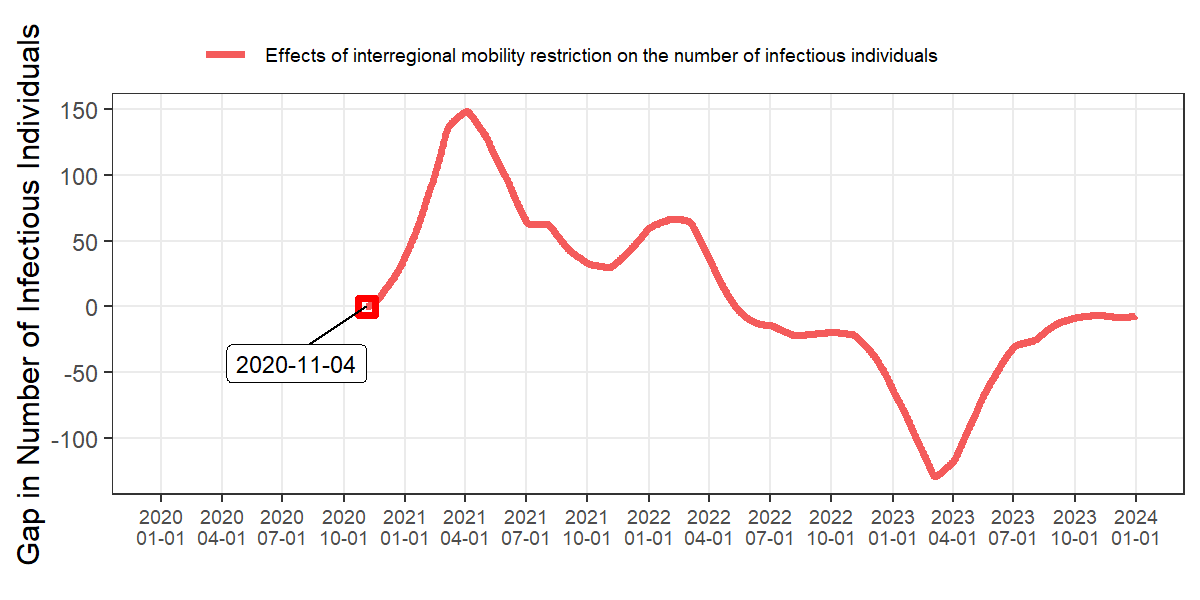 Effects of interregional mobility restriction on the number of infectious individuals
Gap in Number of Infectious Individuals
150
100
50
0
-50
-100
2020-11-04
2020 2020 2020 2020 2021 2021 2021 2021 2022 2022 2022 2022 2023 2023 2023 2023 2024
01-01 04-01 07-01 10-01 01-01 04-01 07-01 10-01 01-01 04-01 07-01 10-01 01-01 04-01 07-01 10-01 01-01